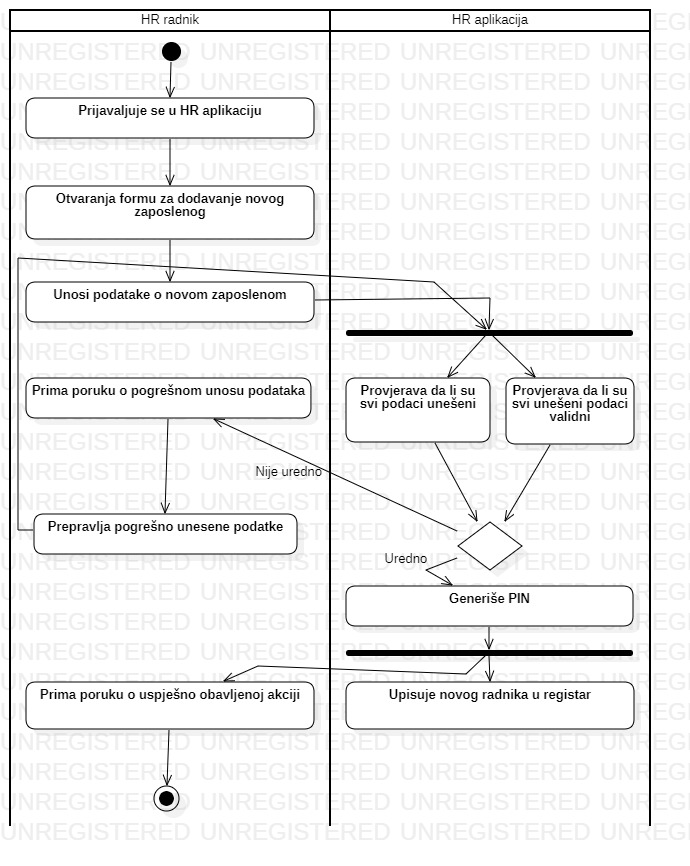 HR radnik
HR aplikacija
Prijavaljuje se u HR aplikaciju
Otvaranja formu za dodavanje novog
zaposlenog
Unosi podatake o novom zaposlenom
Prima poruku o pogrešnom unosu podataka
Provjerava da li su
svi podaci unešeni
Provjerava da li su
svi unešeni podaci
validni
Nije uredno
Prepravlja pogrešno unesene podatke
Uredno
Generiše PIN
Prima poruku o uspješno obavljenoj akciji
Upisuje novog radnika u registar
UNREGISTERED